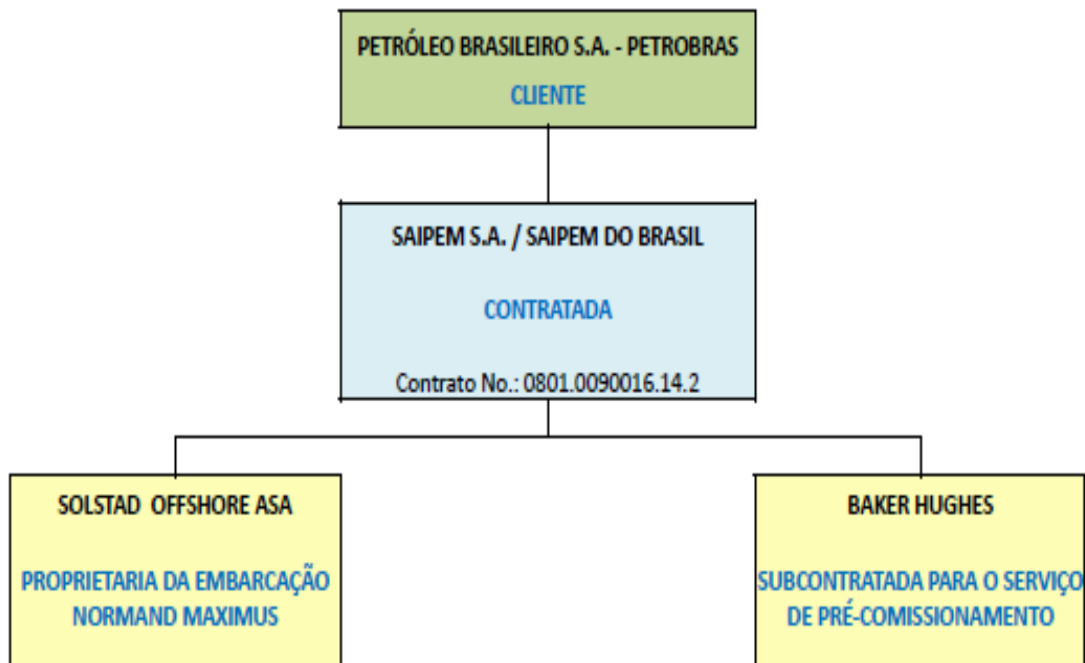 PETRÓLEO BRASILEIRO S.A. - PETROBRAS
CLIENTE
SAIPEM S.A. / SAIPEM DO BRASIL
CONTRATADA
Contrato No.: 0801.0090016.14.2
SOLSTAD OFFSHORE ASA
PROPRIETARIA DA EMBARCAÇÃO
NORMAND MAXIMUS
BAKER HUGHES
SUBCONTRATADA PARA O SERVIÇO
DE PRÉ-COMISSIONAMENTO